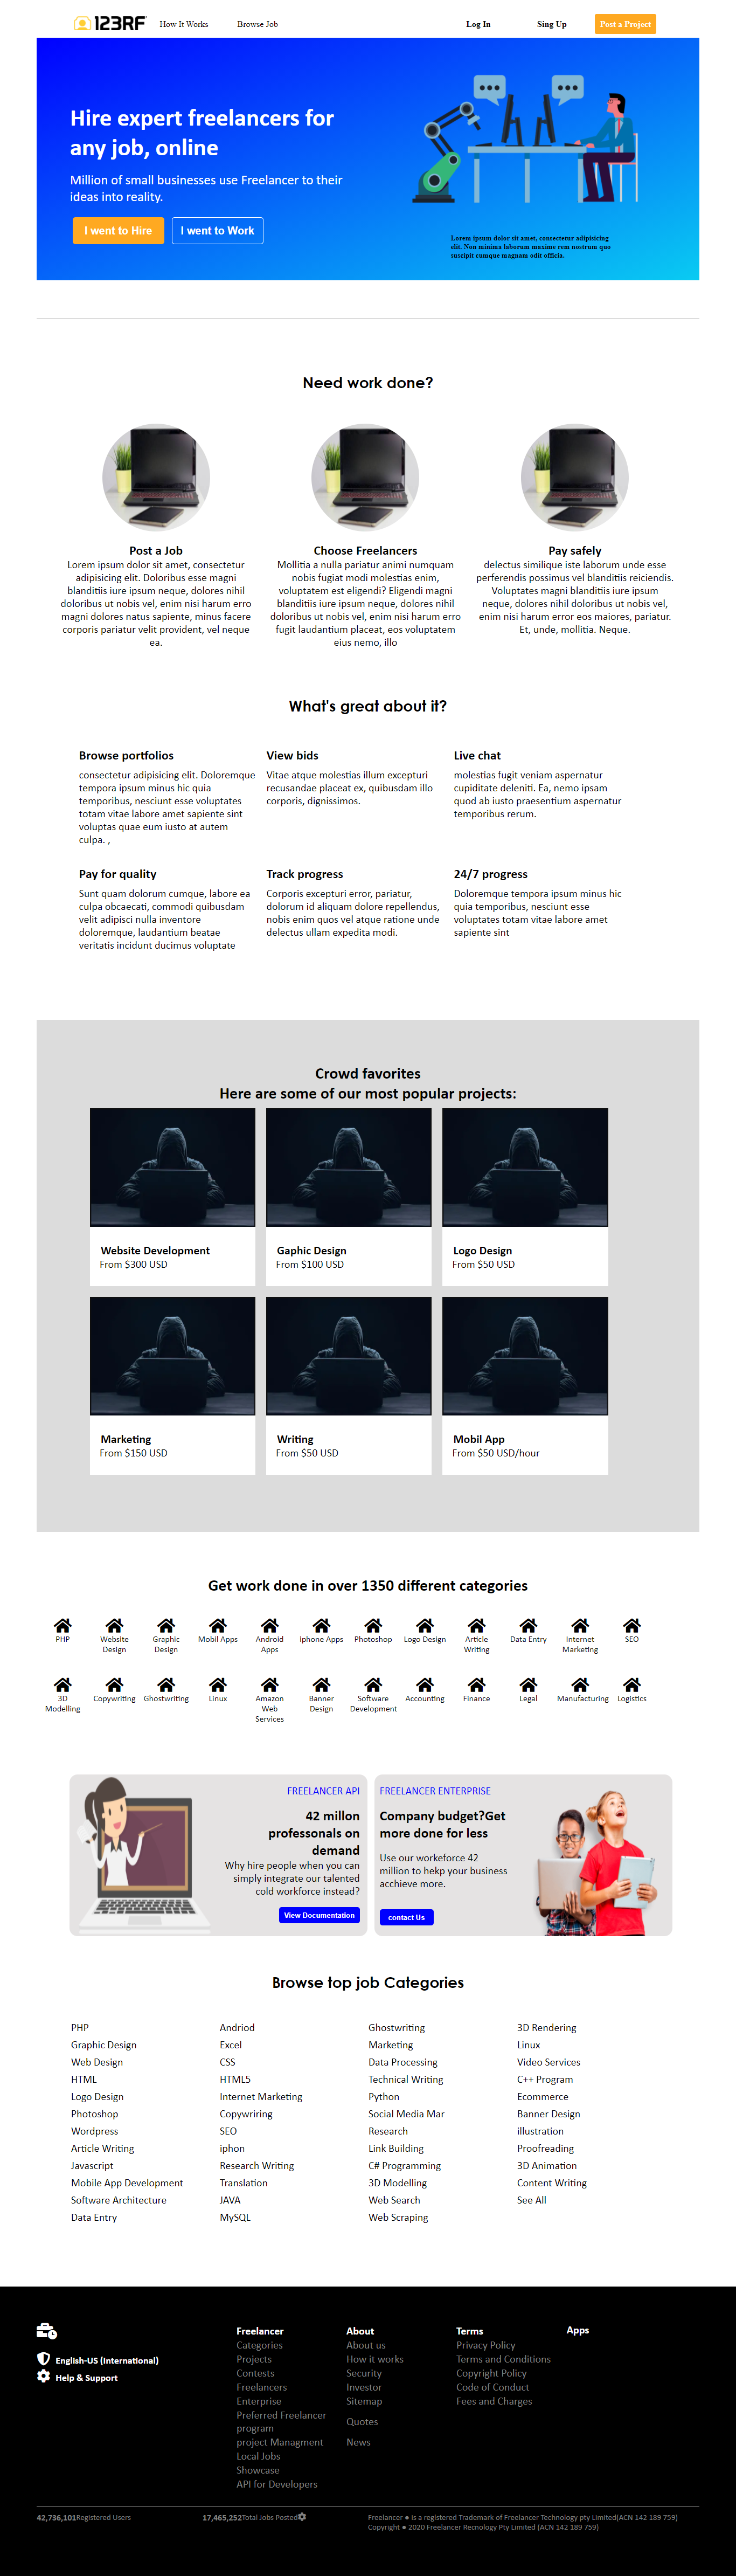 123RF How It Works Browse Job Log In Sing Up Post a Project
Hire expert freelancers for
any job, online
Million of small businesses use Freelancer to their
ideas into reality.
I went to Hire I went to Work
Lorem ipsum dolor sit amet, consectetur adipisicing
elit. Non minima laborum maxime rem nostrum quo
suscipit cumque magnam odit officia.
Need work done?
Post a Job
Lorem ipsum dolor sit amet, consectetur
adipisicing elit. Doloribus esse magni
blanditiis iure ipsum neque, dolores nihil
doloribus ut nobis vel, enim nisi harum erro
magni dolores natus sapiente, minus facere
corporis pariatur velit provident, vel neque
ea.
Choose Freelancers
Mollitia a nulla pariatur animi numquam
nobis fugiat modi molestias enim,
voluptatem est eligendi? Eligendi magni
blanditiis iure ipsum neque, dolores nihil
doloribus ut nobis vel, enim nisi harum erro
fugit laudantium placeat, eos voluptatem
eius nemo, illo
Pay safely
delectus similique iste laborum unde esse
perferendis possimus vel blanditiis reiciendis.
Voluptates magni blanditiis iure ipsum
neque, dolores nihil doloribus ut nobis vel,
enim nisi harum error eos maiores, pariatur.
Et, unde, mollitia. Neque.
What's great about it?
Browse portfolios
consectetur adipisicing elit. Doloremque
tempora ipsum minus hic quia
temporibus, nesciunt esse voluptates
totam vitae labore amet sapiente sint
voluptas quae eum iusto at autem
culpa. ,
View bids
Vitae atque molestias illum excepturi
recusandae placeat ex, quibusdam illo
corporis, dignissimos.
Live chat
molestias fugit veniam aspernatur
cupiditate deleniti. Ea, nemo ipsam
quod ab iusto praesentium aspernatur
temporibus rerum.
Pay for quality
Sunt quam dolorum cumque, labore ea
culpa obcaecati, commodi quibusdam
velit adipisci nulla inventore
doloremque, laudantium beatae
veritatis incidunt ducimus voluptate
Track progress
Corporis excepturi error, pariatur,
dolorum id aliquam dolore repellendus,
nobis enim quos vel atque ratione unde
delectus ullam expedita modi.
24/7 progress
Doloremque tempora ipsum minus hic
quia temporibus, nesciunt esse
voluptates totam vitae labore amet
sapiente sint
Crowd favorites
Here are some of our most popular projects:
Website Development
From $300 USD
Gaphic Design
From $100 USD
Logo Design
From $50 USD
Marketing
From $150 USD
Writing
From $50 USD
Mobil App
From $50 USD/hour
Get work done in over 1350 different categories
PHP
Website
Design
Graphic
Design
Mobil Apps
Android
Apps
iphone Apps
Photoshop
Logo Design
Article
Writing
Data Entry
Internet
Marketing
SEO
3D
Modelling
Copywriting
Ghostwriting
Linux
Amazon
Web
Services
Banner
Design
Software
Development
Accounting
Finance
Legal
Manufacturing
Logistics
FREELANCER API
42 millon
professonals on
demand
Why hire people when you can
simply integrate our talented
cold workforce instead?
View Documentation
FREELANCER ENTERPRISE
Company budget?Get
more done for less
Use our workeforce 42
million to hekp your business
acchieve more.
contact Us
Browse top job Categories
PHP
Graphic Design
Web Design
HTML
Logo Design
Photoshop
Wordpress
Article Writing
Javascript
Mobile App Development
Software Architecture
Data Entry
Andriod
Excel
CSS
HTML5
Internet Marketing
Copywriring
SEO
iphon
Research Writing
Translation
JAVA
MySQL
Ghostwriting
Marketing
Data Processing
Technical Writing
Python
Social Media Mar
Research
Link Building
C# Programming
3D Modelling
Web Search
Web Scraping
3D Rendering
Linux
Video Services
C++ Program
Ecommerce
Banner Design
illustration
Proofreading
3D Animation
Content Writing
See All
English-US (International)
Help & Support
Freelancer
Categories
Projects
Contests
Freelancers
Enterprise
Preferred Freelancer
program
project Managment
Local Jobs
Showcase
API for Developers
About
About us
How it works
Security
Investor
Sitemap
Quotes
News
Terms
Privacy Policy
Terms and Conditions
Copyright Policy
Code of Conduct
Fees and Charges
Apps
42,736,101Registered Users
17,465,252Total Jobs Posted
Freelancer ● is a reglstered Trademark of Freelancer Technology pty Limited(ACN 142 189 759)
Copyright ● 2020 Freelancer Recnology Pty Limited (ACN 142 189 759)